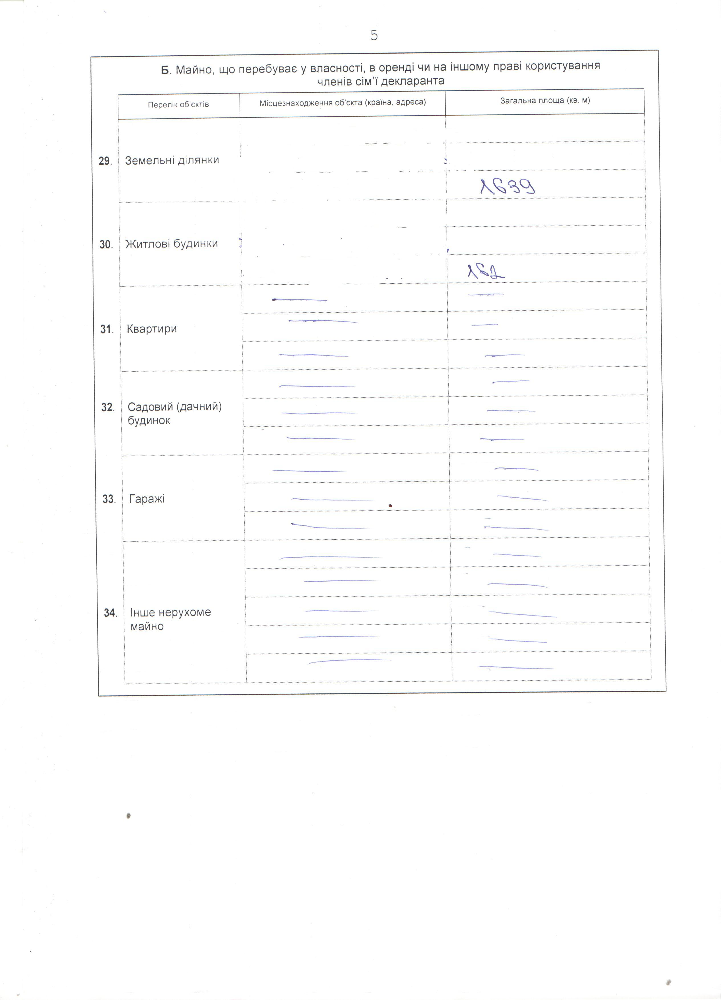 5
Б. Майно, що перебуває у власності, в оренді чи на іншому праві користування
членів сім'ї декларанта
Перелік об'єктів
Місцезнаходження об'єкта (країна, адреса)
Загальна площа (кв. м)
29. Земельні ділянки
1639
30. Житлові будинки
162
31. Квартири
32. Садовий (дачний)
будинок
33. Гаражі
34. Інше нерухоме
майно